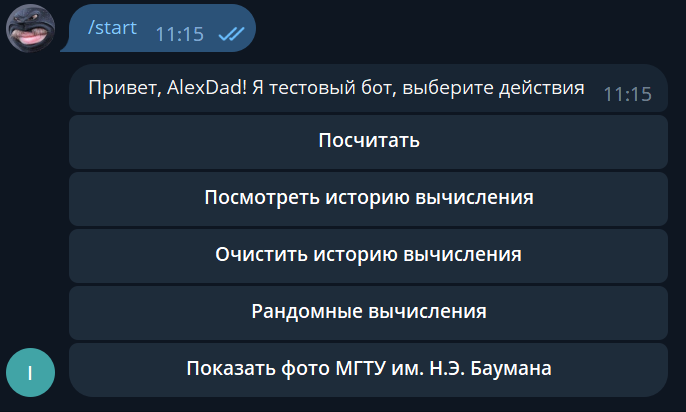 /start 11:15
Привет, AlexDad! Я тестовый бот, выберите действия 11:15
Посчитать
Посмотреть историю вычисления
Очистить историю вычисления
Рандомные вычисления
I
Показать фото МГТУ им. Н.Э. Баумана